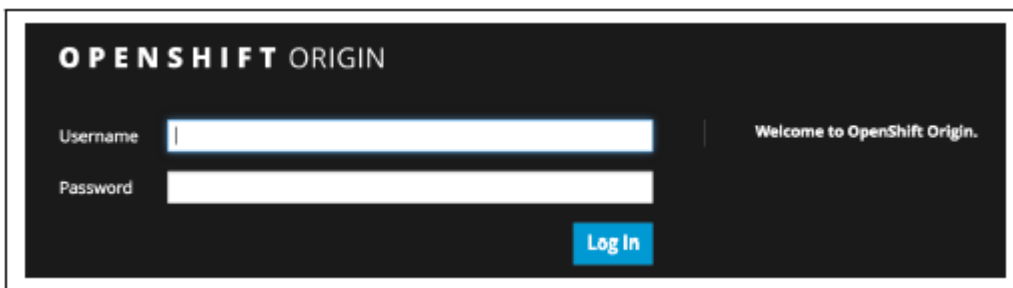 OPENSHIFT ORIGIN
Username
Welcome to OpenShift Origin.
Password
Log In